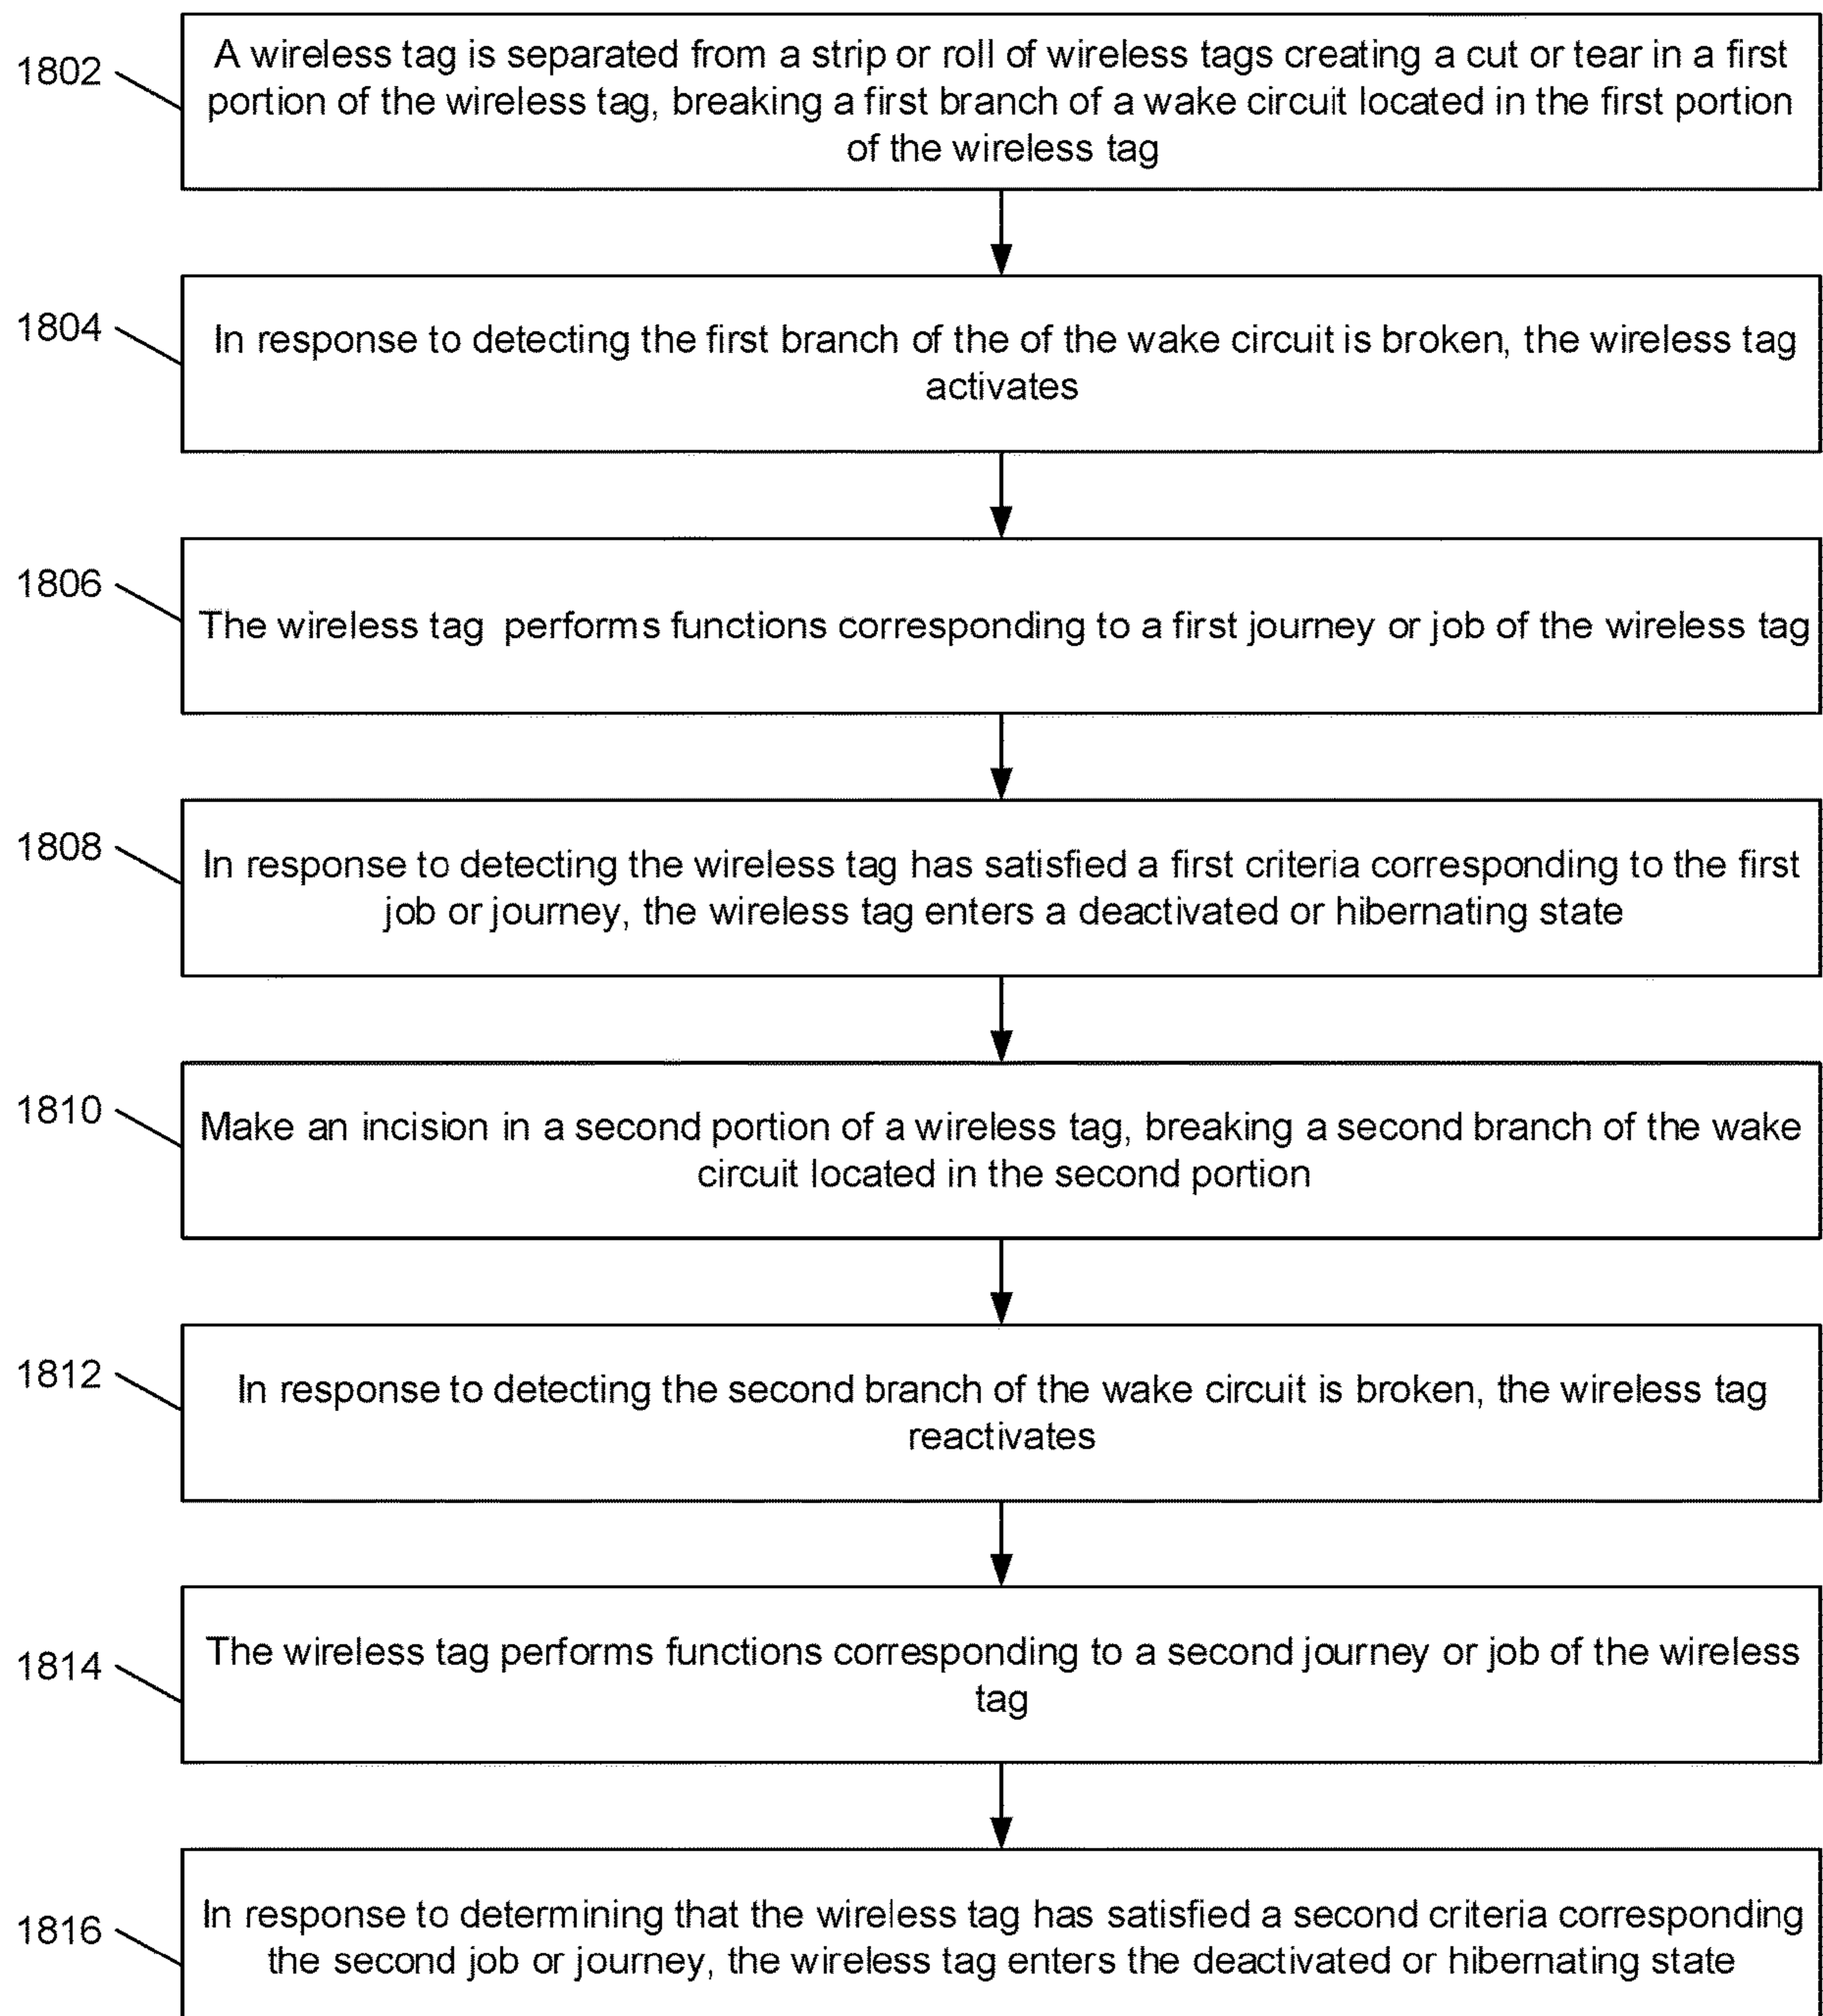 1802
A wireless tag is separated from a strip or roll of wireless tags creating a cut or tear in a first
portion of the wireless tag, breaking a first branch of a wake circuit located in the first portion
of the wireless tag
1804
In response to detecting the first branch of the of the wake circuit is broken, the wireless tag
activates
1806
The wireless tag  performs functions corresponding to a first journey or job of the wireless tag
1808
In response to detecting the wireless tag has satisfied a first criteria corresponding to the first
job or journey, the wireless tag enters a deactivated or hibernating state
1810
Make an incision in a second portion of a wireless tag, breaking a second branch of the wake
circuit located in the second portion
1812
In response to detecting the second branch of the wake circuit is broken, the wireless tag
reactivates
1814
The wireless tag performs functions corresponding to a second journey or job of the wireless
tag
1816
In response to determining that the wireless tag has satisfied a second criteria corresponding
the second job or journey, the wireless tag enters the deactivated or hibernating state